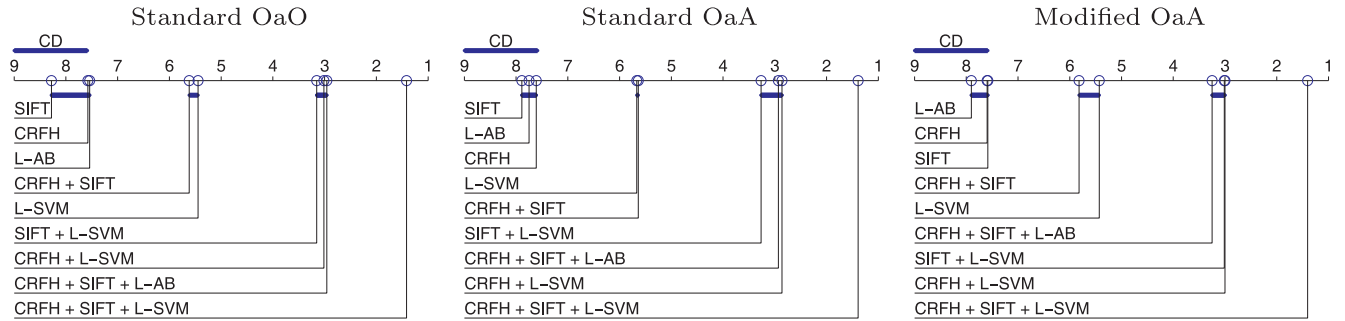 Standard OaO
CD
9 8 7 6 5 4 3 2 1
SIFT
CRFH
L−AB
CRFH + SIFT
L−SVM
SIFT + L−SVM
CRFH + L−SVM
CRFH + SIFT + L−AB
CRFH + SIFT + L−SVM
Standard OaA
CD
9 8 7 6 5 4 3 2 1
SIFT
L−AB
CRFH
L−SVM
CRFH + SIFT
SIFT + L−SVM
CRFH + SIFT + L−AB
CRFH + L−SVM
CRFH + SIFT + L−SVM
Modified OaA
CD
9 8 7 6 5 4 3 2 1
L−AB
CRFH
SIFT
CRFH + SIFT
L−SVM
CRFH + SIFT + L−AB
SIFT + L−SVM
CRFH + L−SVM
CRFH + SIFT + L−SVM